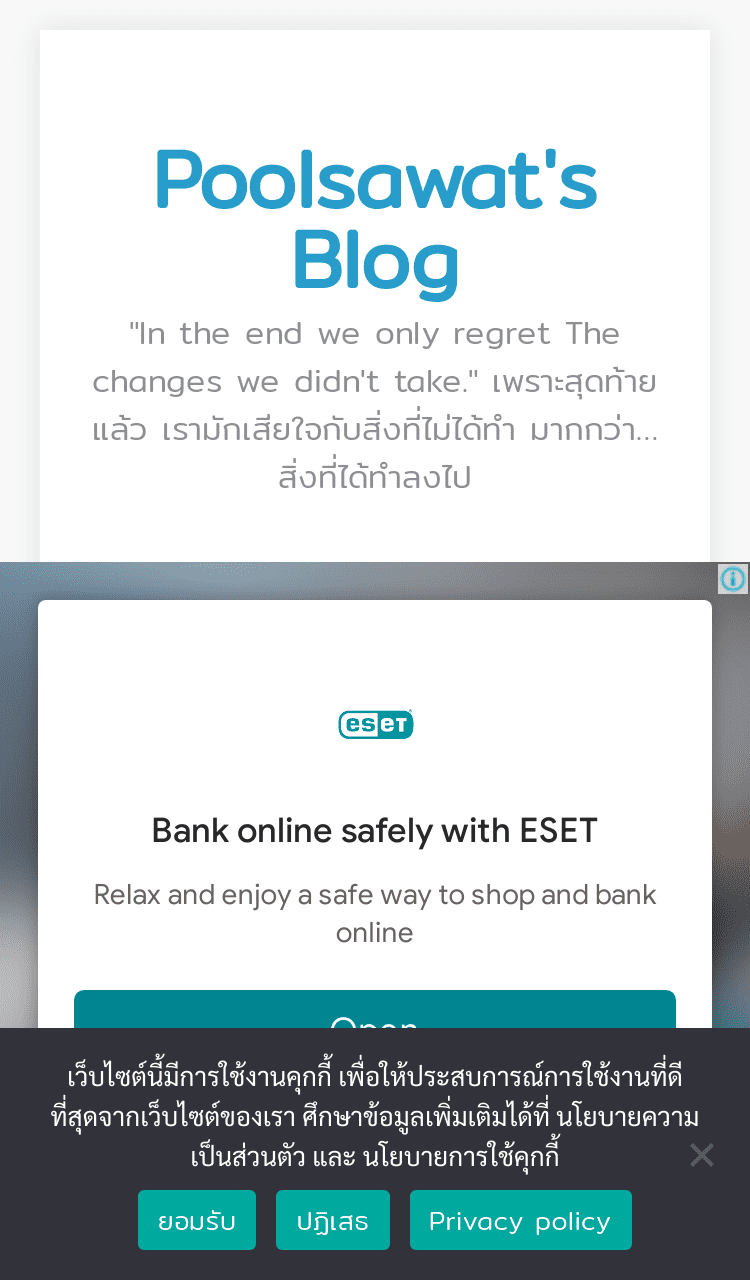 Poolsawat's
Blog
"In the end we only regret The
changes we didn't take." เพราะสุดท้าย
แล้ว เรามักเสียใจกับสิ่งที่ไม่ได้ทำ มากกว่า...
สิ่งที่ได้ทำลงไป
eset
Bank online safely with ESET
Relax and enjoy a safe way to shop and bank
online
Open
เว็บไซต์นี้มีการใช้งานคุกกี้ เพื่อให้ประสบการณ์การใช้งานที่ดี
ที่สุดจากเว็บไซต์ของเรา ศึกษาข้อมูลเพิ่มเติมได้ที่ นโยบายความ
เป็นส่วนตัว และ นโยบายการใช้คุกกี้
ยอมรับ ปฏิเสธ Privacy policy